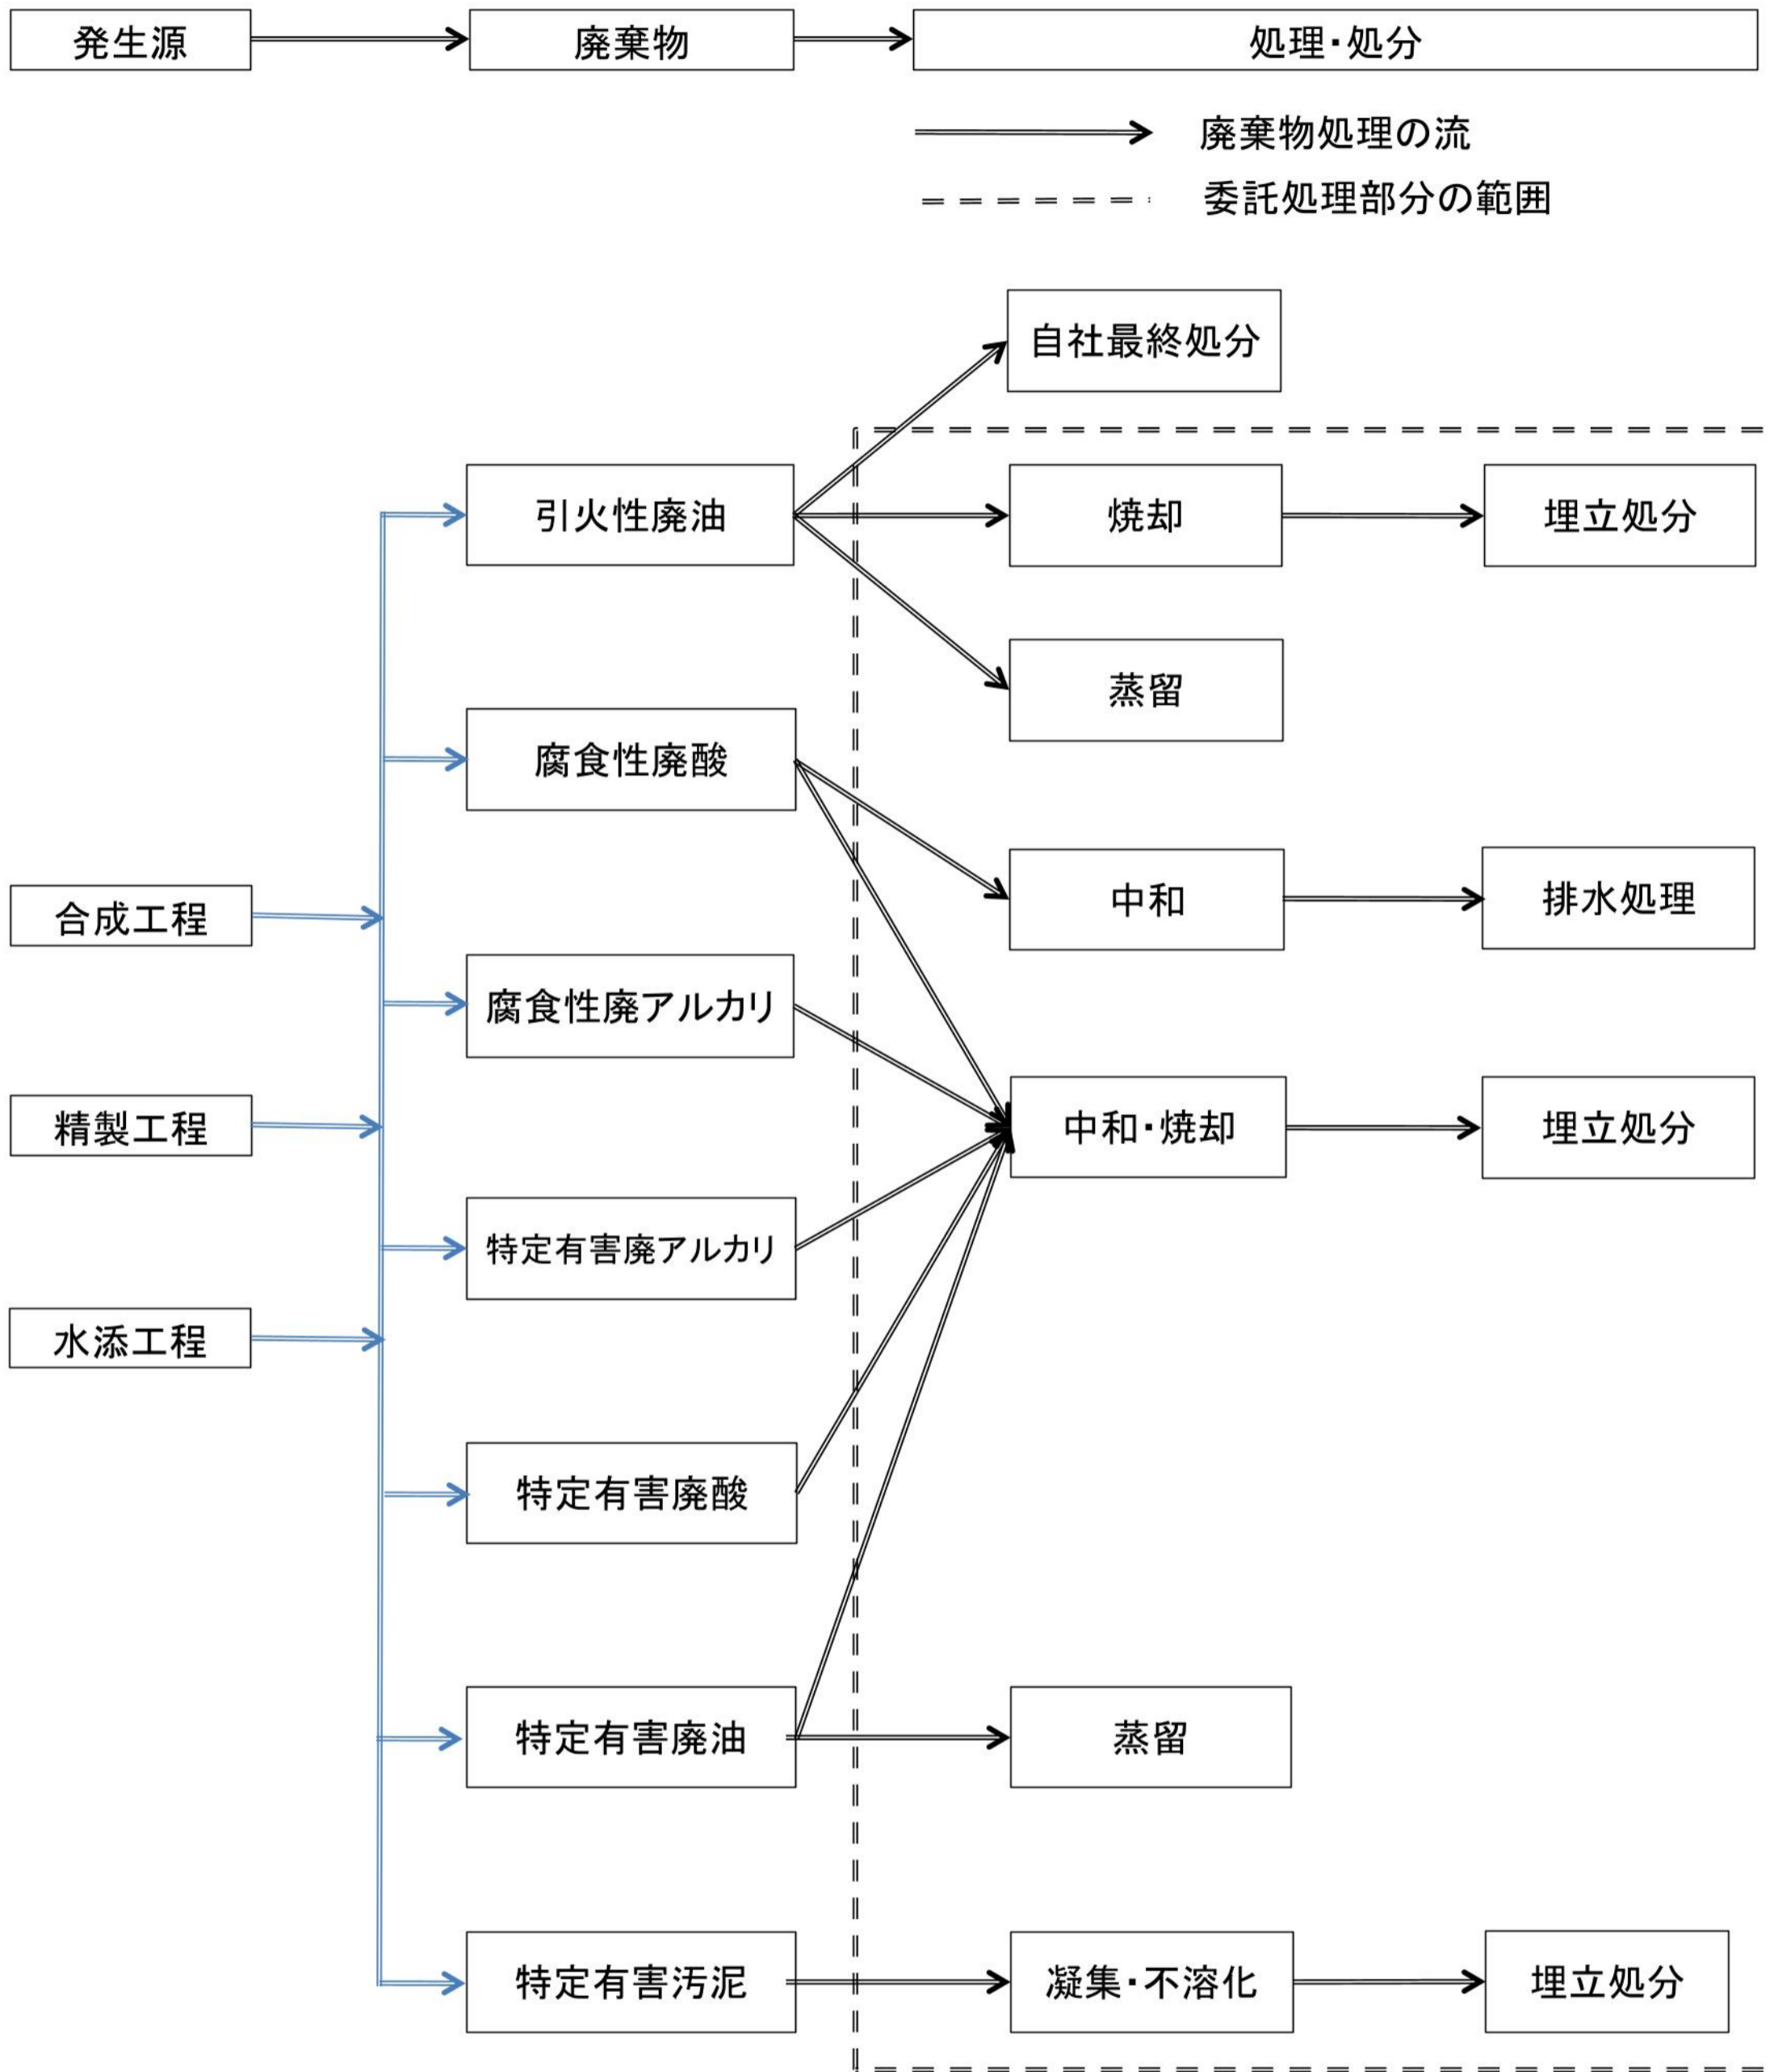 発生源
廃棄物
処理・処分
廃棄物処理の流
委託処理部分の範囲
自社最終処分
引火性廃油
焼却
埋立処分
蒸留
腐食性廃酸
中和
排水処理
合成工程
腐食性廃アルカリ
精製工程
中和・焼却
埋立処分
特定有害廃アルカリ
水添工程
特定有害廃酸
特定有害廃油
蒸留
特定有害汚泥
凝集・不溶化
埋立処分